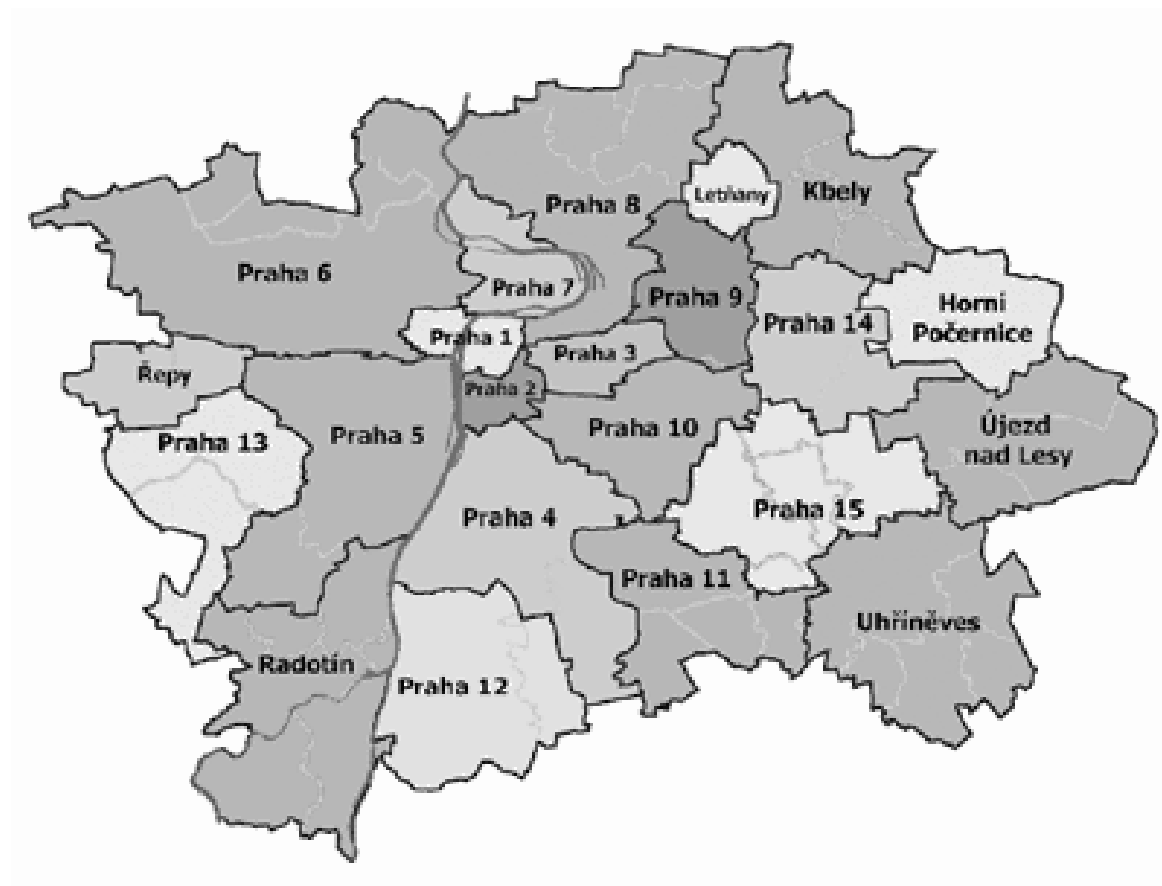 Praha 8
Letňany
Kbely
Praha 6
Praha 7
Praha 9
Horní
Počernice
Praha 14
Praha 1
Praha 3
Řepy
Praha 2
Praha 13
Praha 5
Praha 10
Újezd
nad Lesy
Praha 4
Praha 15
Praha 11
Uhříněves
Radotín
Praha 12